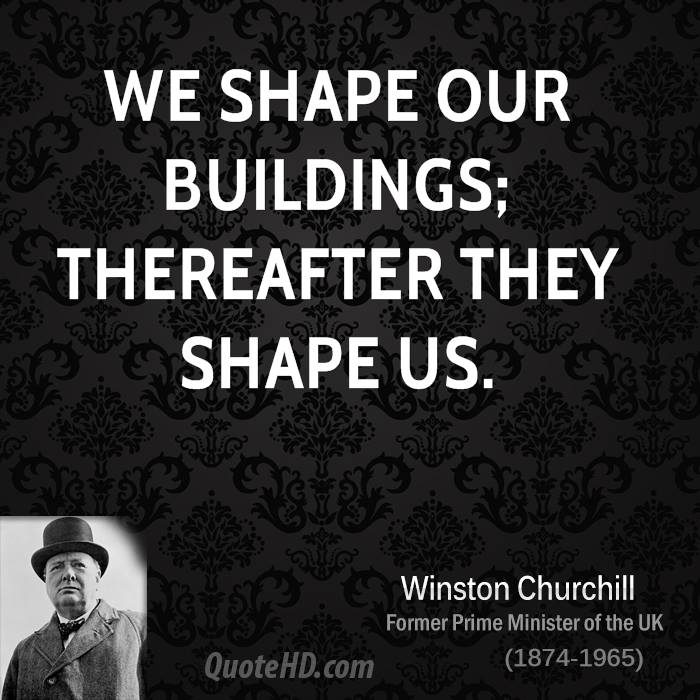 WE SHAPE OUR
BUILDINGS;
THEREAFTER THEY
SHAPE US.
Winston Churchill
Former Prime Minister of the UK
(1874-1965)
QuoteHD.com